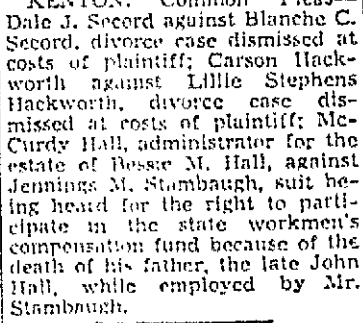 KENTON: Common Pleas—
Dale J. Secord against Blanche C.
Secord, divorce case dismissed at
costs of plaintiff; Carson Hack-
worth against Lillie Stephens
Hackworth, divorce case dis-
missed at costs of plaintiff; Mc-
Curdy Hall, administrator for the
estate of Bessie M. Hall, against
Jennings M. Stambaugh, suit be-
ing heard for the right to parti-
cipate in the state workmen's
compensation fund because of the
death of his father, the late John
Hall, while employed by Mr.
Stambaugh.